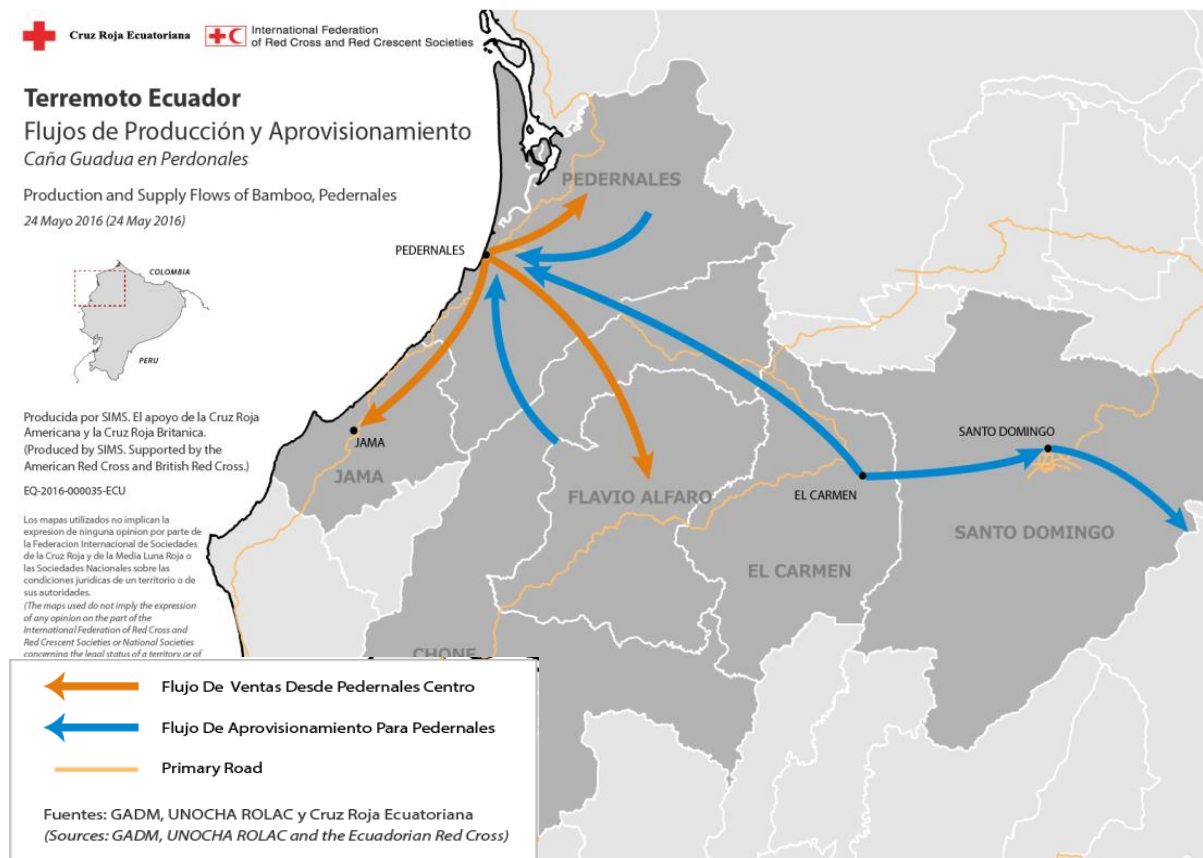 Cruz Roja Ecuatoriana
International Federation
of Red Cross and Red Crescent Societies
Terremoto Ecuador
Flujos de Producción y Aprovisionamiento
Caña Guadua en Perdonales
Production and Supply Flows of Bamboo, Pedernales
24 Mayo 2016 (24 May 2016)
COLOMBIA
PERU
Producida por SIMS. El apoyo de la Cruz Roja
Americana y la Cruz Roja Britanica.
(Produced by SIMS. Supported by the
American Red Cross and British Red Cross.)
EQ-2016-000035-ECU
Los mapas utilizados no implican la
expresion de ninguna opinion por parte de
la Federacion Internacional de Sociedades
de la Cruz Roja y de la Media Luna Roja o
las Sociedades Nacionales sobre las
condiciones juridicas de un territorio o de
sus autoridades.
(The maps used do not imply the expression
of any opinion on the part of the
International Federation of Red Cross and
Red Crescent Societies or National Societies
concerning the legal status of a territory or of
PEDERNALES
PEDERNALES
JAMA
JAMA
FLAVIO ALFARO
SANTO DOMINGO
EL CARMEN
SANTO DOMINGO
EL CARMEN
CHONE
Flujo De Ventas Desde Pedernales Centro
Flujo De Aprovisionamiento Para Pedernales
Primary Road
Fuentes: GADM, UNOCHA ROLAC y Cruz Roja Ecuatoriana
(Sources: GADM, UNOCHA ROLAC and the Ecuadorian Red Cross)